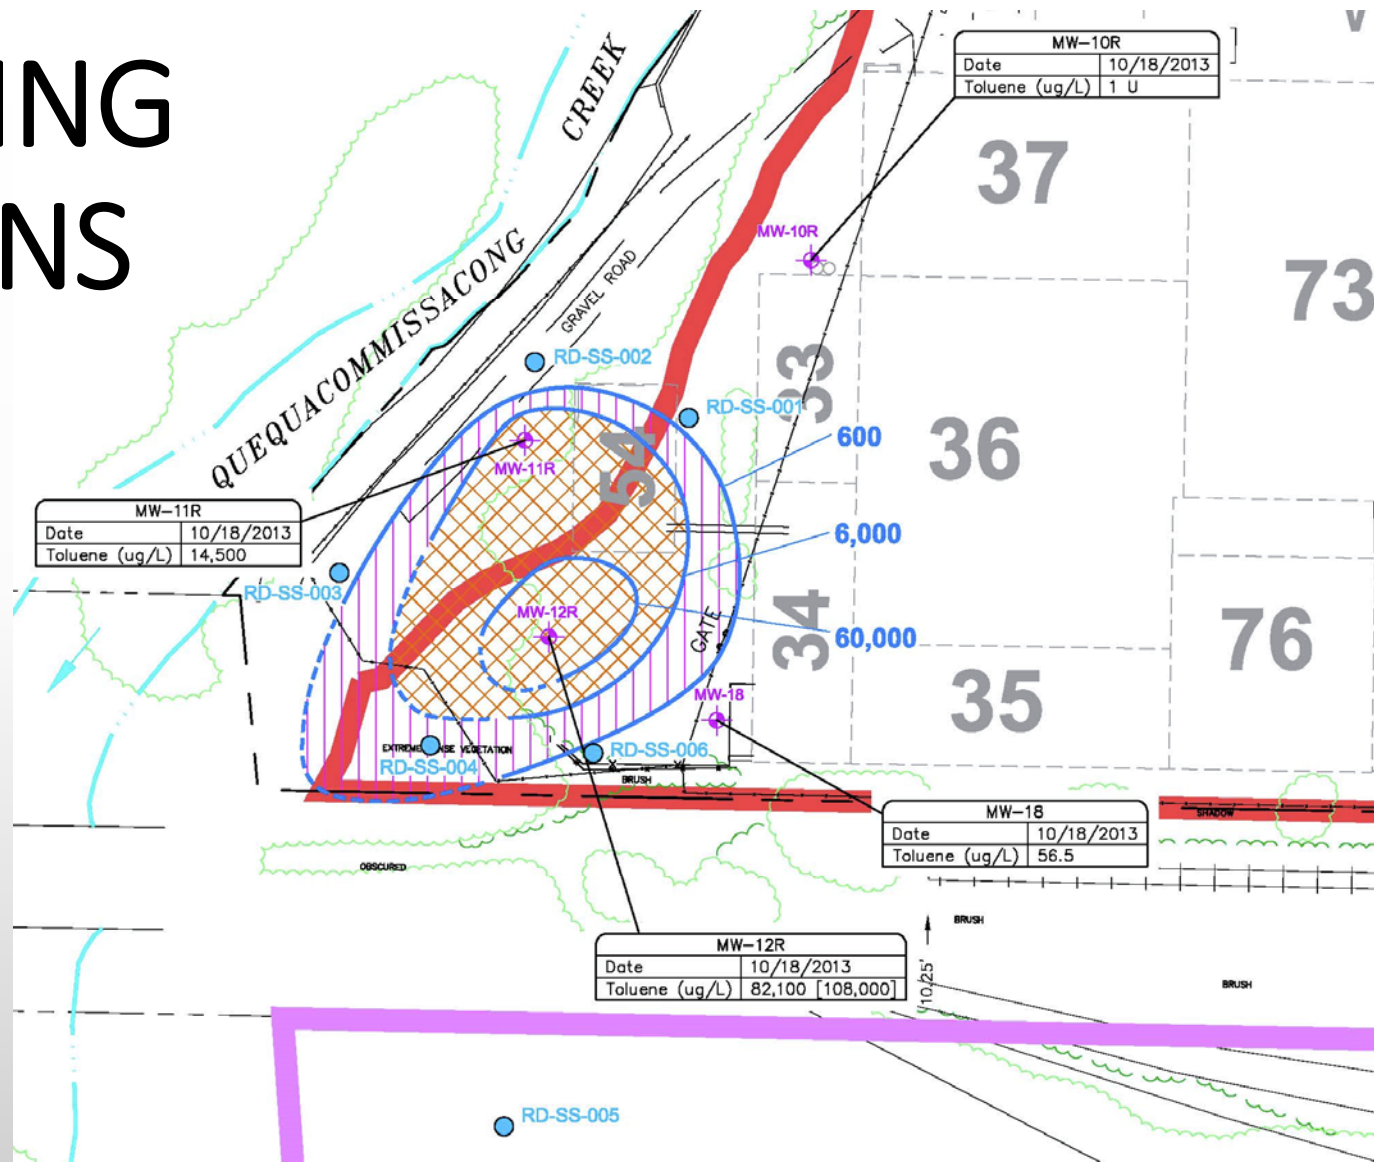 ING
NS
QUEQUACOMMISSACONG
CREEK
GRAVEL ROAD
MW-10R
Date 10/18/2013
Toluene (ug/L) 1 U
37
73
MW-10R
33
36
RD-SS-002
RD-SS-001
600
54
MW-11R
MW-11R
Date 10/18/2013
Toluene (ug/L) 14,500
6,000
RD-SS-003
MW-12R
GATE
34
60,000
76
35
MW-18
RD-SS-006
RD-SS-004
BRUSH
MW-18
Date 10/18/2013
Toluene (ug/L) 56.5
SHADOW
OBSCURED
BRUSH
MW-12R
Date 10/18/2013
Toluene (ug/L) 82,100 [108,000]
10.25'
BRUSH
RD-SS-005